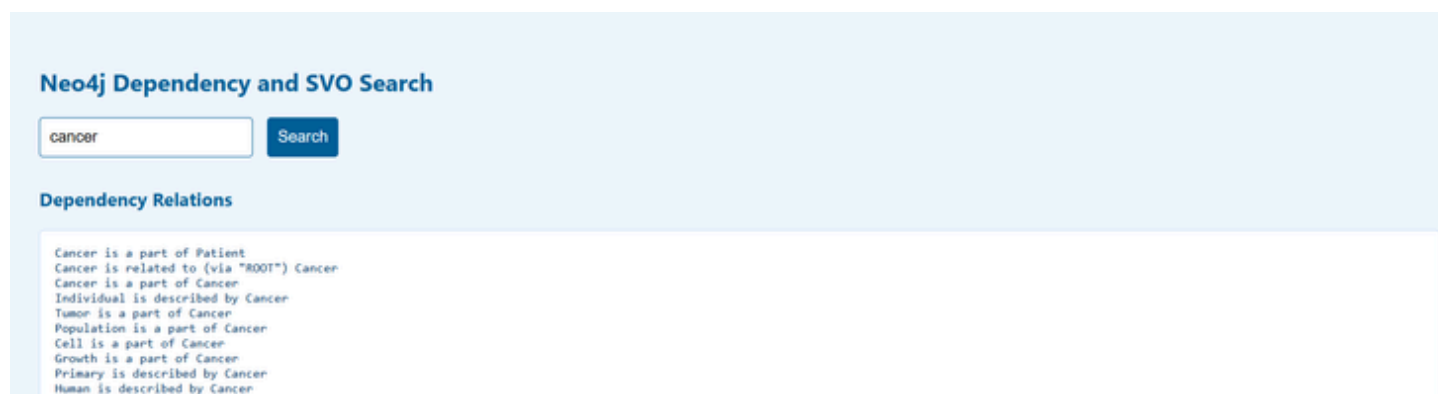 Neo4j Dependency and SVO Search
cancer
Search
Dependency Relations
Cancer is a part of Patient
Cancer is related to (via "ROOT") Cancer
Cancer is a part of Cancer
Individual is described by Cancer
Tumor is a part of Cancer
Population is a part of Cancer
Cell is a part of Cancer
Growth is a part of Cancer
Primary is described by Cancer
Human is described by Cancer